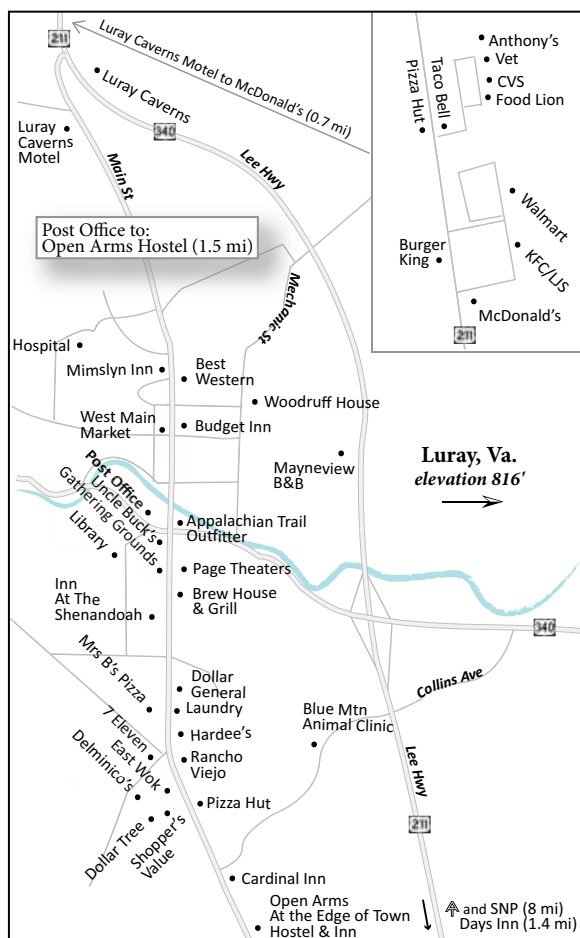 211
Luray Caverns Motel to McDonald's (0.7 mi)
Luray Caverns
Luray
Caverns
Motel
340
Main St
Lee Hwy
Post Office to:
Open Arms Hostel (1.5 mi)
Mechanic St
Anthony's
Vet
CVS
Food Lion
Taco Bell
Pizza Hut
Walmart
Burger
King
KFC/LJS
McDonald's
211
Hospital
Mimslyn Inn
Best
Western
Woodruff House
West Main
Market
Budget Inn
Mayneview
B&B
Luray, Va.
elevation 816'
Post Office
Uncle Buck's
Gathering Grounds
Library
Appalachian Trail
Outfitter
Page Theaters
Inn
At The
Shenandoah
Brew House
& Grill
340
Collins Ave
Mrs B's Pizza
Dollar
General
Laundry
Blue Mtn
Animal Clinic
7 Eleven
East Wok
Delminico's
Hardee's
Rancho
Viejo
Lee Hwy
Pizza Hut
211
Dollar Tree
Shopper's
Value
Cardinal Inn
Open Arms
At the Edge of Town
Hostel & Inn
and SNP (8 mi)
Days Inn (1.4 mi)